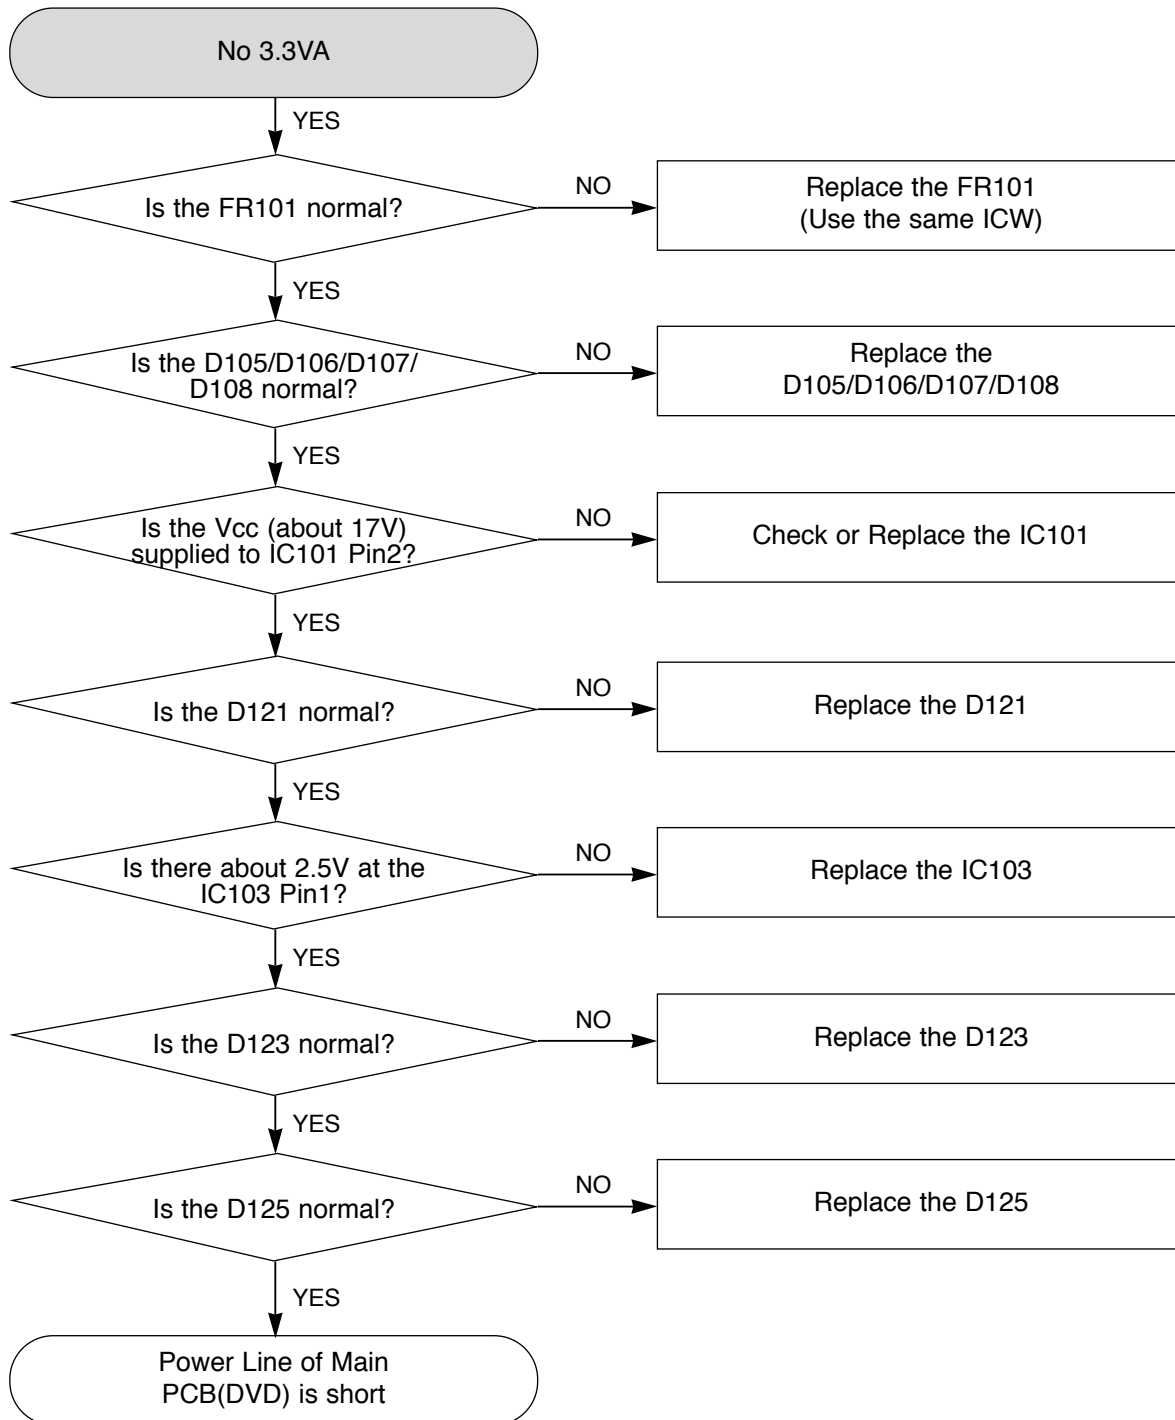 No 3.3VA
YES
Is the FR101 normal?
NO
Replace the FR101
(Use the same ICW)
YES
Is the D105/D106/D107/
D108 normal?
NO
Replace the
D105/D106/D107/D108
YES
Is the Vcc (about 17V)
supplied to IC101 Pin2?
NO
Check or Replace the IC101
YES
Is the D121 normal?
NO
Replace the D121
YES
Is there about 2.5V at the
IC103 Pin1?
NO
Replace the IC103
YES
Is the D123 normal?
NO
Replace the D123
YES
Is the D125 normal?
NO
Replace the D125
YES
Power Line of Main
PCB(DVD) is short